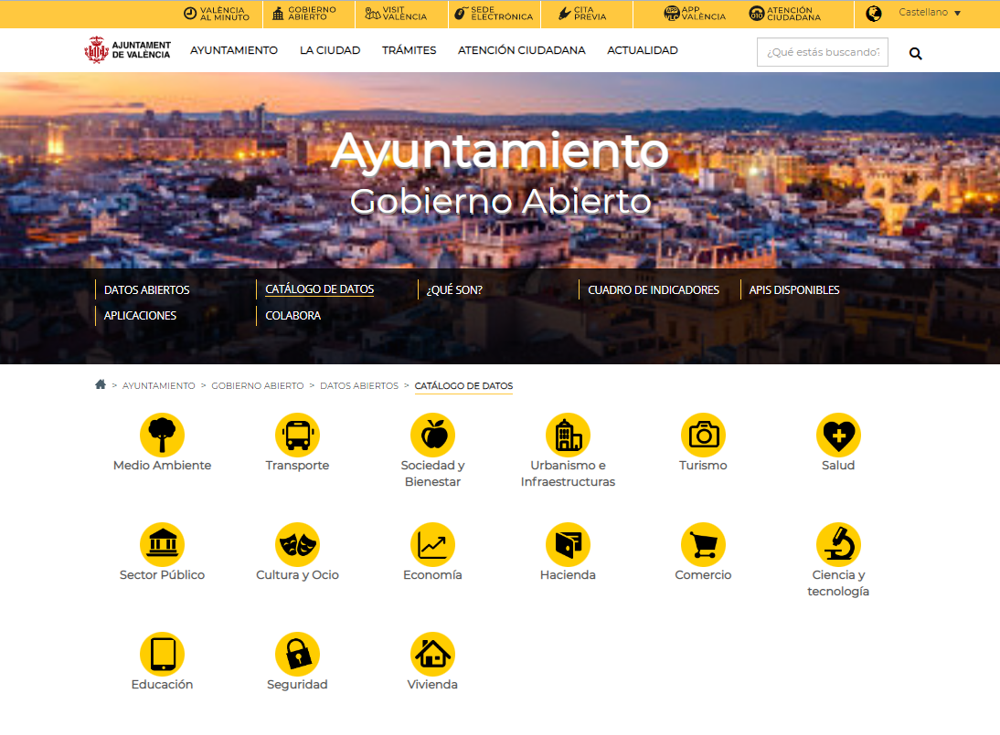 VALÈNCIA
AL MINUTO
GOBIERNO
ABIERTO
VISIT
VALÈNCIA
SEDE
ELECTRÓNICA
CITA
PREVIA
APP
VLC
APP
VALÈNCIA
010
ATENCIÓN
CIUDADANA
Castellano
AJUNTAMENT
DE VALÈNCIA
AYUNTAMIENTO
LA CIUDAD
TRÁMITES
ATENCIÓN CIUDADANA
ACTUALIDAD
¿Qué estás buscando?
Ayuntamiento
Gobierno Abierto
DATOS ABIERTOS
CATÁLOGO DE DATOS
¿QUÉ SON?
CUADRO DE INDICADORES
APIS DISPONIBLES
APLICACIONES
COLABORA
> AYUNTAMIENTO > GOBIERNO ABIERTO > DATOS ABIERTOS > CATÁLOGO DE DATOS
Medio Ambiente
Transporte
Sociedad y
Bienestar
Urbanismo e
Infraestructuras
Turismo
Salud
Sector Público
Cultura y Ocio
Economía
Hacienda
Comercio
Ciencia y
tecnología
Educación
Seguridad
Vivienda